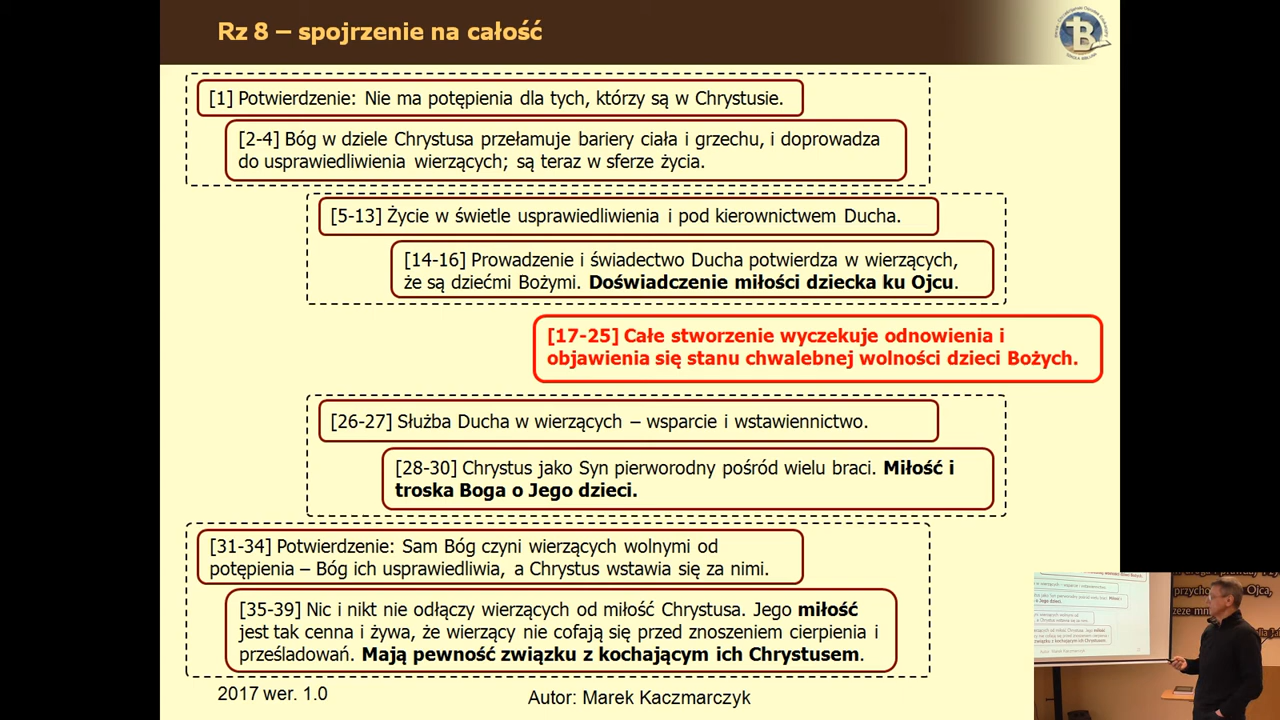 Rz 8 – spojrzenie na całość
[1] Potwierdzenie: Nie ma potępienia dla tych, którzy są w Chrystusie.
[2-4] Bóg w dziele Chrystusa przełamuje bariery ciała i grzechu, i doprowadza
do usprawiedliwienia wierzących; są teraz w sferze życia.
[5-13] Życie w świetle usprawiedliwienia i pod kierownictwem Ducha.
[14-16] Prowadzenie i świadectwo Ducha potwierdza w wierzących,
że są dziećmi Bożymi. Doświadczenie miłości dziecka ku Ojcu.
[17-25] Całe stworzenie wyczekuje odnowienia i
objawienia się stanu chwalebnej wolności dzieci Bożych.
[26-27] Służba Ducha w wierzących – wsparcie i wstawiennictwo.
[28-30] Chrystus jako Syn pierworodny pośród wielu braci. Miłość i
troska Boga o Jego dzieci.
[31-34] Potwierdzenie: Sam Bóg czyni wierzących wolnymi od
potępienia – Bóg ich usprawiedliwia, a Chrystus wstawia się za nimi.
[35-39] Nic i nikt nie odłączy wierzących od miłość Chrystusa. Jego miłość
jest tak cenna i żywa, że wierzący nie cofają się przed znoszeniem cierpienia i
prześladowań. Mają pewność związku z kochającym ich Chrystusem.
2017 wer. 1.0
Autor: Marek Kaczmarczyk